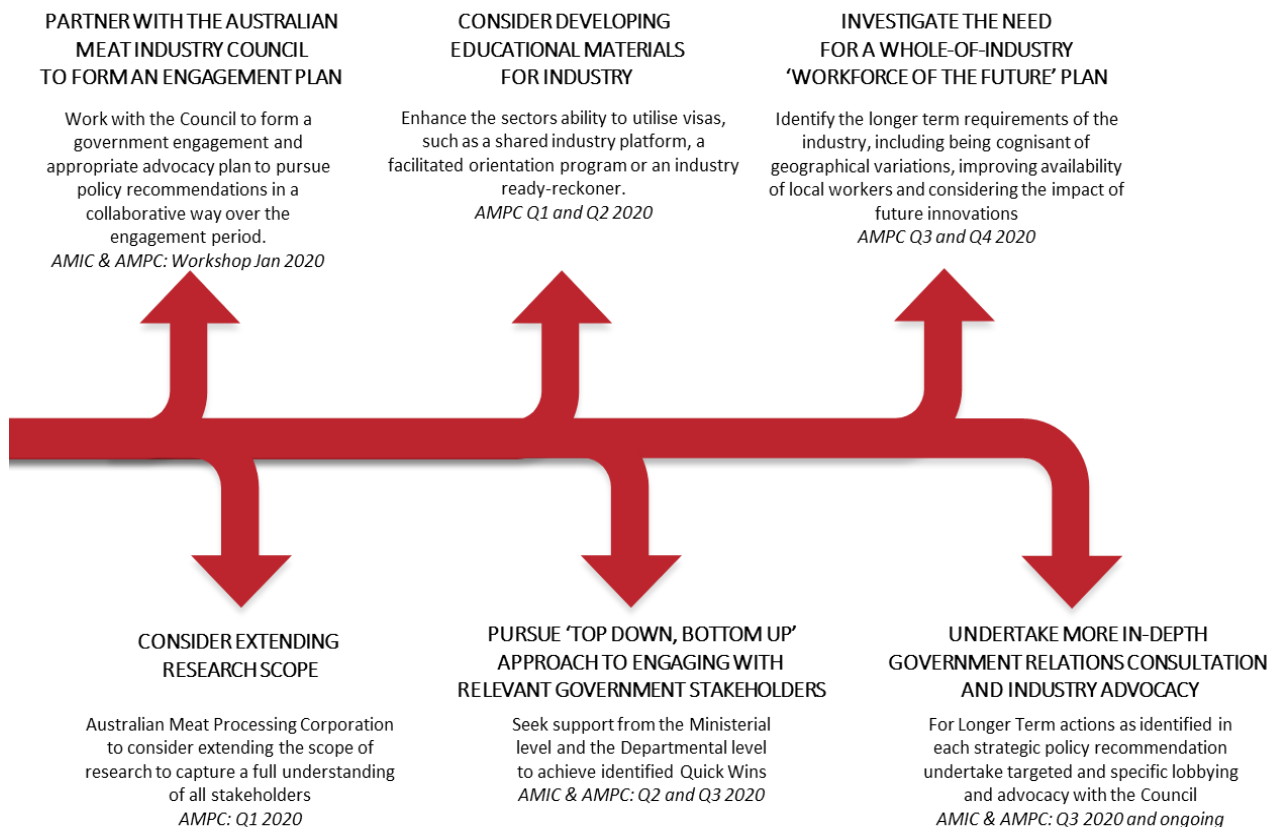 PARTNER WITH THE AUSTRALIAN
MEAT INDUSTRY COUNCIL
TO FORM AN ENGAGEMENT PLAN
Work with the Council to form a
government engagement and
appropriate advocacy plan to pursue
policy recommendations in a
collaborative way over the
engagement period.
AMIC & AMPC: Workshop Jan 2020
CONSIDER DEVELOPING
EDUCATIONAL MATERIALS
FOR INDUSTRY
Enhance the sectors ability to utilise visas,
such as a shared industry platform, a
facilitated orientation program or an industry
ready-reckoner.
AMPC Q1 and Q2 2020
INVESTIGATE THE NEED
FOR A WHOLE-OF-INDUSTRY
‘WORKFORCE OF THE FUTURE’ PLAN
Identify the longer term requirements of the
industry, including being cognisant of
geographical variations, improving availability
of local workers and considering the impact of
future innovations
AMPC Q3 and Q4 2020
CONSIDER EXTENDING
RESEARCH SCOPE
Australian Meat Processing Corporation
to consider extending the scope of
research to capture a full understanding
of all stakeholders
AMPC: Q1 2020
PURSUE ‘TOP DOWN, BOTTOM UP’
APPROACH TO ENGAGING WITH
RELEVANT GOVERNMENT STAKEHOLDERS
Seek support from the Ministerial
level and the Departmental level
to achieve identified Quick Wins
AMIC & AMPC: Q2 and Q3 2020
UNDERTAKE MORE IN-DEPTH
GOVERNMENT RELATIONS CONSULTATION
AND INDUSTRY ADVOCACY
For Longer Term actions as identified in
each strategic policy recommendation
undertake targeted and specific lobbying
and advocacy with the Council
AMIC & AMPC: Q3 2020 and ongoing